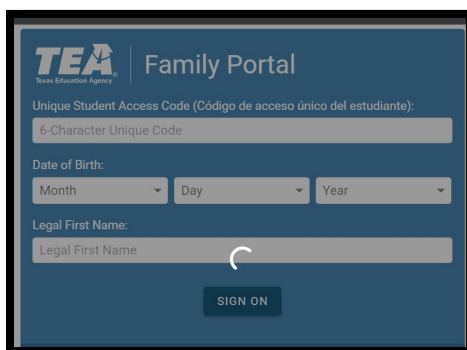 TEA
Texas Education Agency®
Family Portal
Unique Student Access Code (Código de acceso único del estudiante):
6-Character Unique Code
Date of Birth:
Month Day Year
Legal First Name:
Legal First Name
SIGN ON